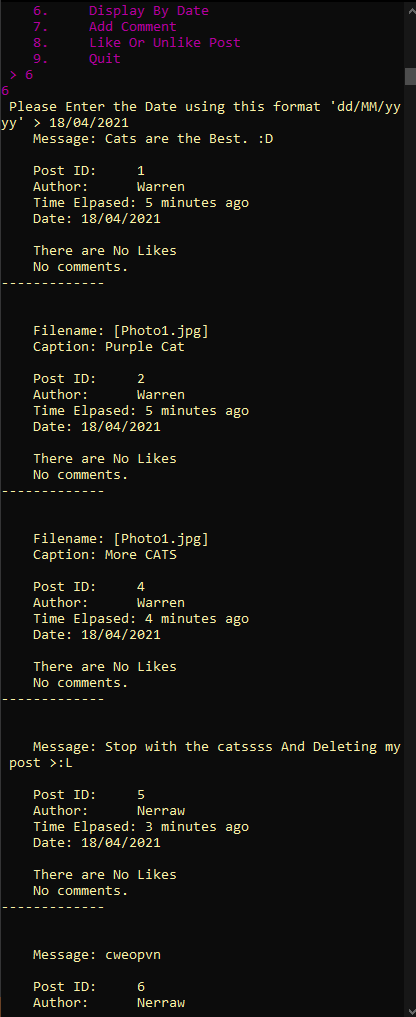 6. Display By Date
7. Add Comment
8. Like Or Unlike Post
9. Quit
> 6
6
Please Enter the Date using this format 'dd/MM/yy
yy' > 18/04/2021
Message: Cats are the Best. :D
Post ID: 1
Author: Warren
Time Elpased: 5 minutes ago
Date: 18/04/2021
There are No Likes
No comments.
-------------
Filename: [Photo1.jpg]
Caption: Purple Cat
Post ID: 2
Author: Warren
Time Elpased: 5 minutes ago
Date: 18/04/2021
There are No Likes
No comments.
-------------
Filename: [Photo1.jpg]
Caption: More CATS
Post ID: 4
Author: Warren
Time Elpased: 4 minutes ago
Date: 18/04/2021
There are No Likes
No comments.
-------------
Message: Stop with the catssss And Deleting my
post >:L
Post ID: 5
Author: Nerraw
Time Elpased: 3 minutes ago
Date: 18/04/2021
There are No Likes
No comments.
-------------
Message: cweopvn
Post ID: 6
Author: Nerraw